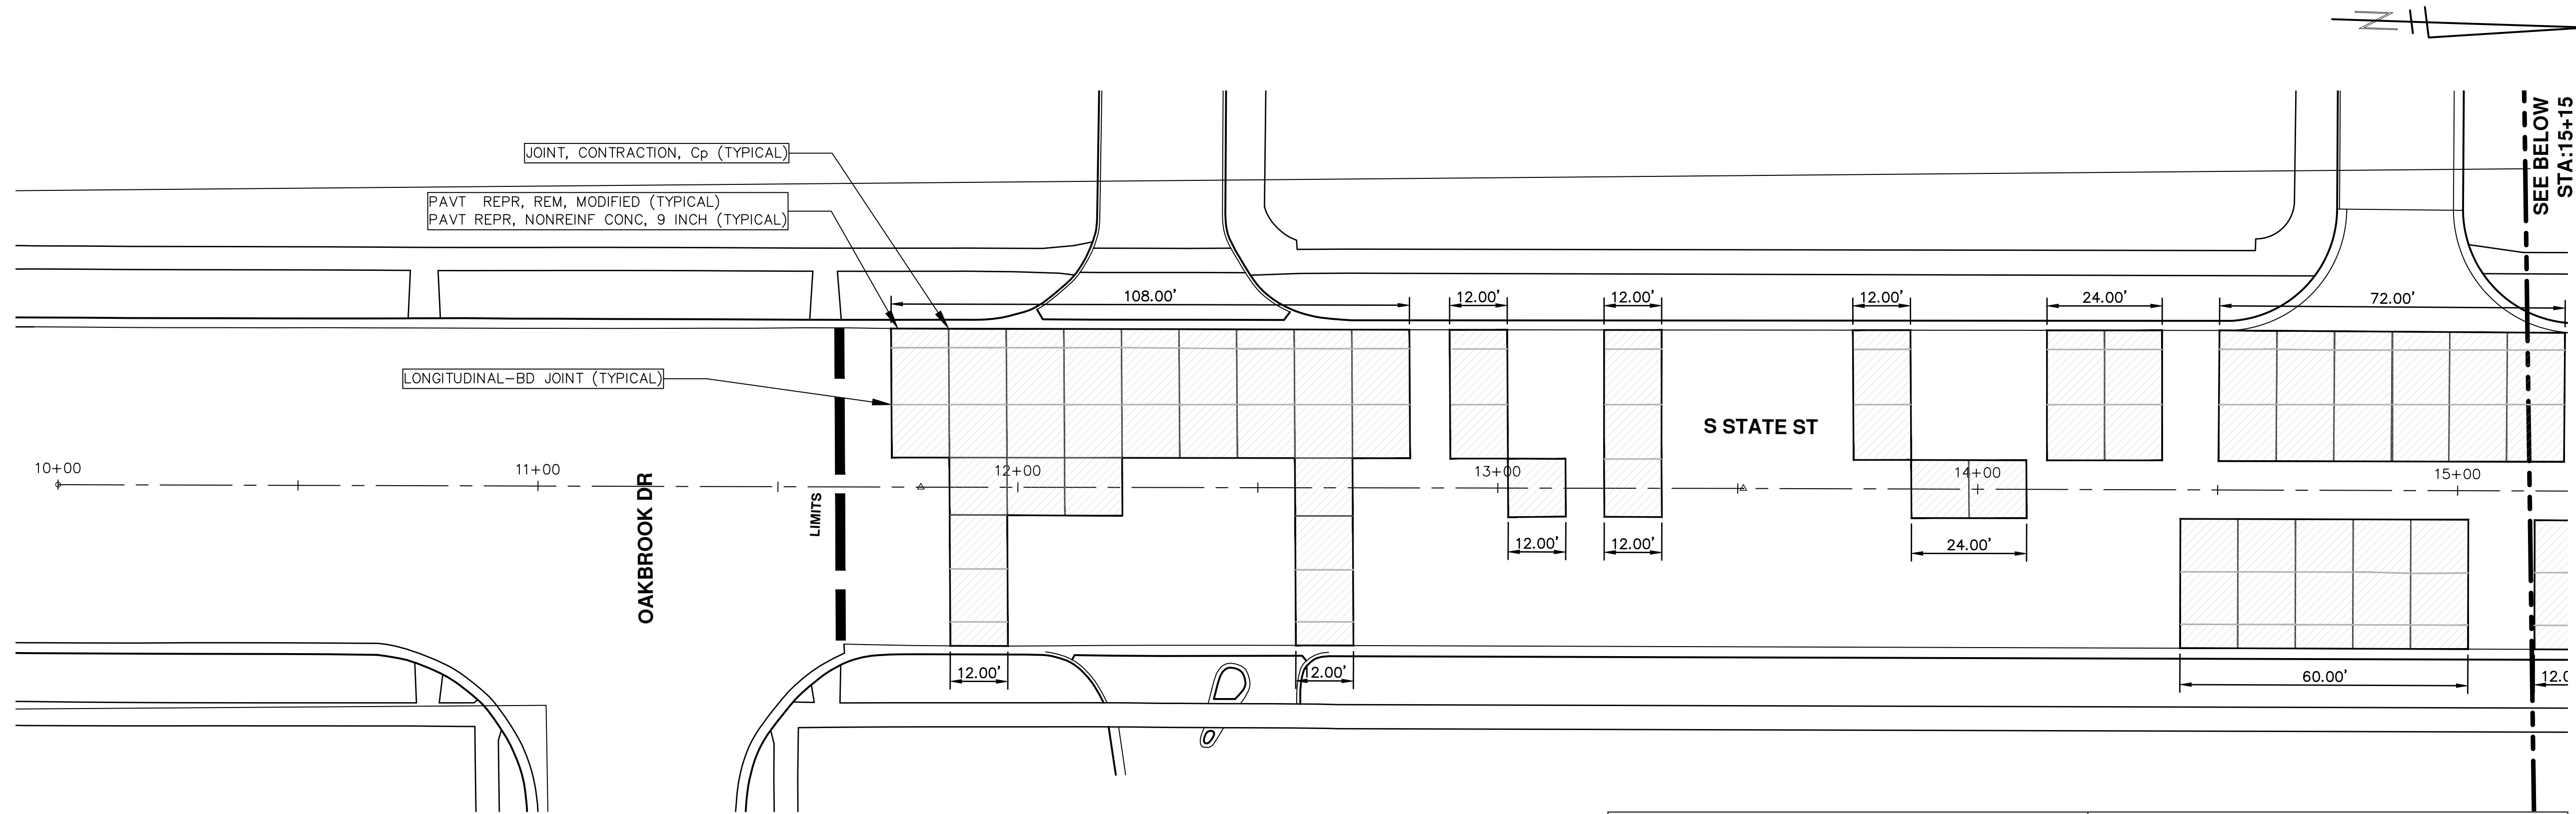 N
SEE BELOW
STA:15+15
JOINT, CONTRACTION, Cp (TYPICAL)
PAVT REPR, REM, MODIFIED (TYPICAL)
PAVT REPR, NONREINF CONC, 9 INCH (TYPICAL)
108.00'
12.00'
12.00'
12.00'
24.00'
72.00'
LONGITUDINAL-BD JOINT (TYPICAL)
S STATE ST
10+00
11+00
12+00
13+00
14+00
15+00
OAKBROOK DR
LIMITS
12.00'
12.00'
24.00'
12.00'
12.00'
60.00'